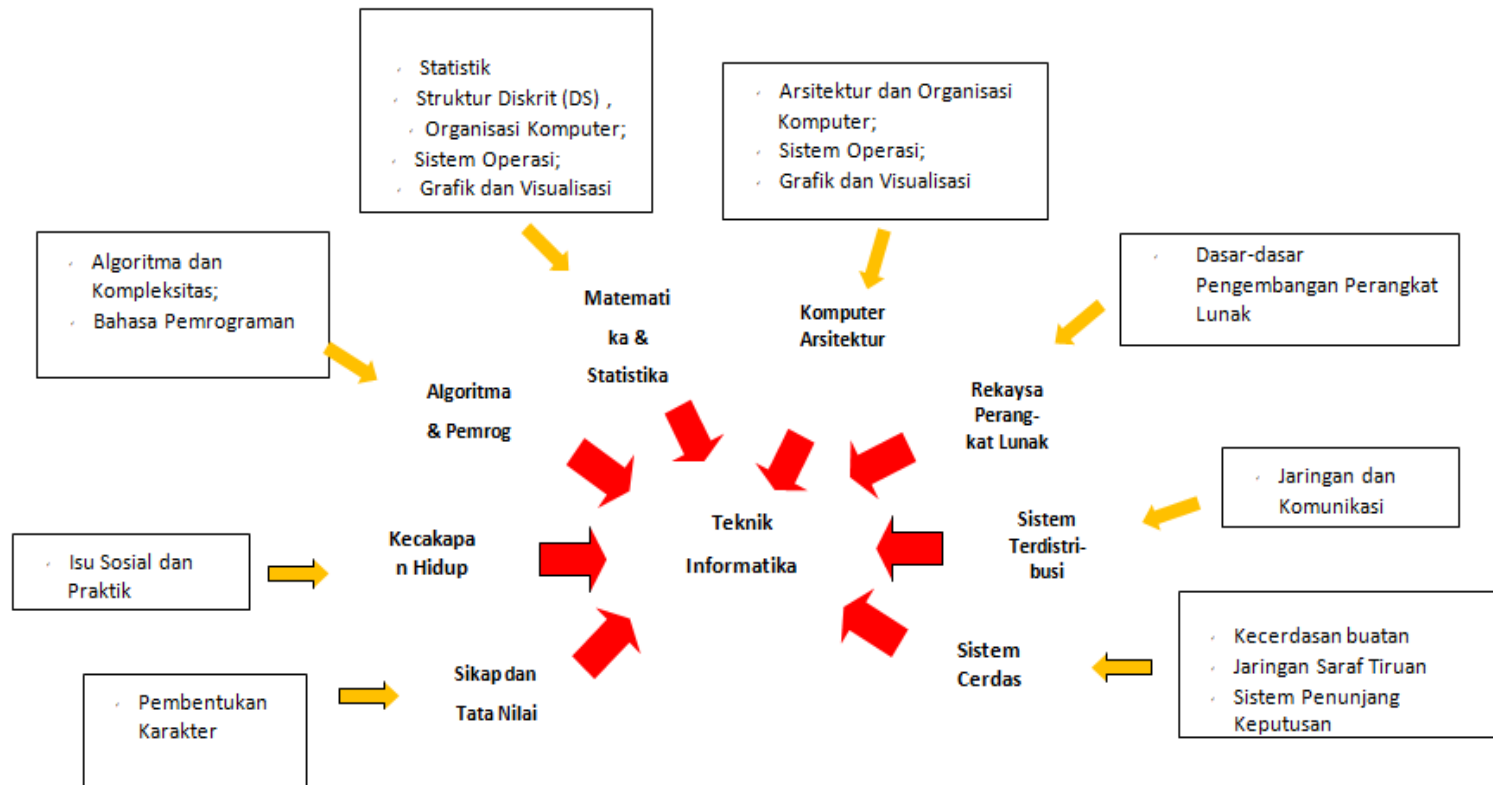 Statistik
Struktur Diskrit (DS) ,
Organisasi Komputer;
Sistem Operasi;
Grafik dan Visualisasi
Arsitektur dan Organisasi
Komputer;
Sistem Operasi;
Grafik dan Visualisasi
Algoritma dan
Kompleksitas;
Bahasa Pemrograman
Dasar-dasar
Pengembangan Perangkat
Lunak
Matemati
ka &
Statistika
Komputer
Arsitektur
Algoritma
& Pemrog
Rekaysa
Perang-
kat Lunak
Jaringan dan
Komunikasi
Isu Sosial dan
Praktik
Kecakapa
n Hidup
Teknik
Informatika
Sistem
Terdistri-
busi
Pembentukan
Karakter
Sikap dan
Tata Nilai
Sistem
Cerdas
Kecerdasan buatan
Jaringan Saraf Tiruan
Sistem Penunjang
Keputusan